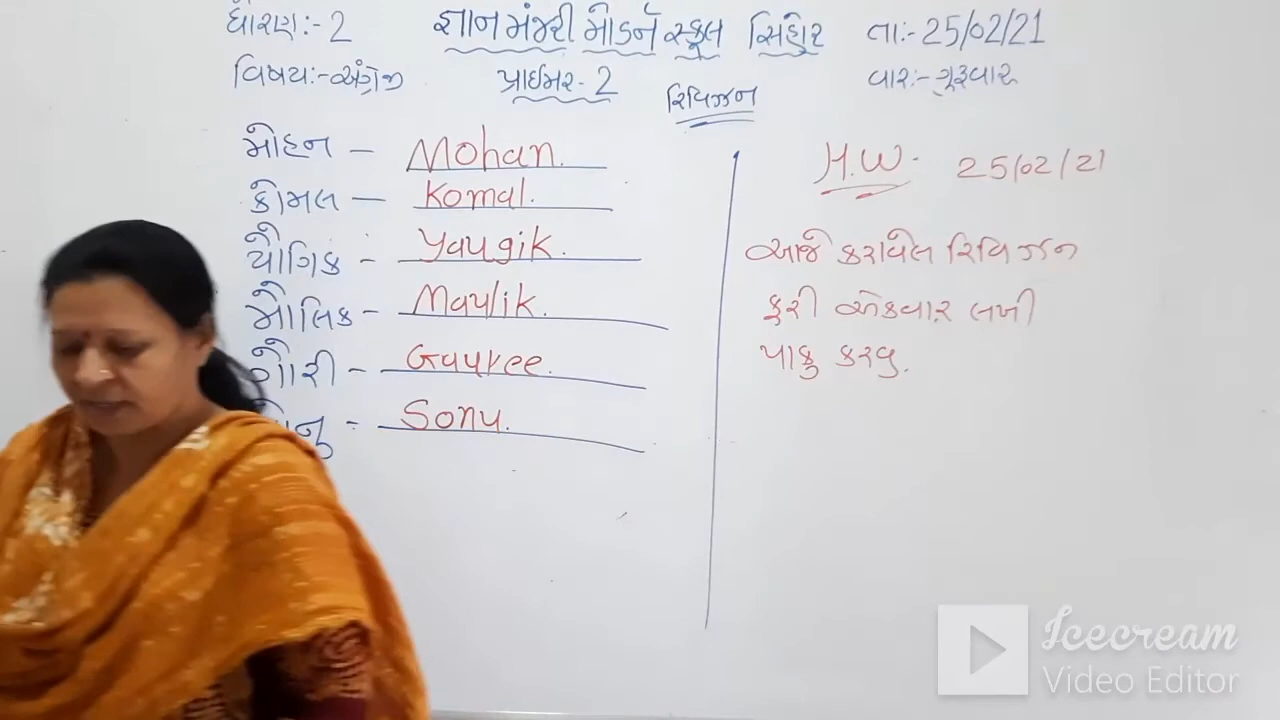 ધોરણ:-2 જ્ઞાનમંજરી મોડર્ન સ્કૂલ સિહોર તા:-25/02/21
વિષય:-અંગ્રેજી પ્રાઈમર-2 વાર:-ગુરૂવાર
રિવિઝન
મોહન - Mohan.
કોમલ - Komal.
યૌગિક - Yaugik.
મૌલિક - Maulik.
ગૌરી - Gauree.
- Sonu.
H.W. 25/02/21
આજે કરાવેલ રિવિઝન
ફરી એકવાર લખી
પાકુ કરવુ.
Icecream
Video Editor